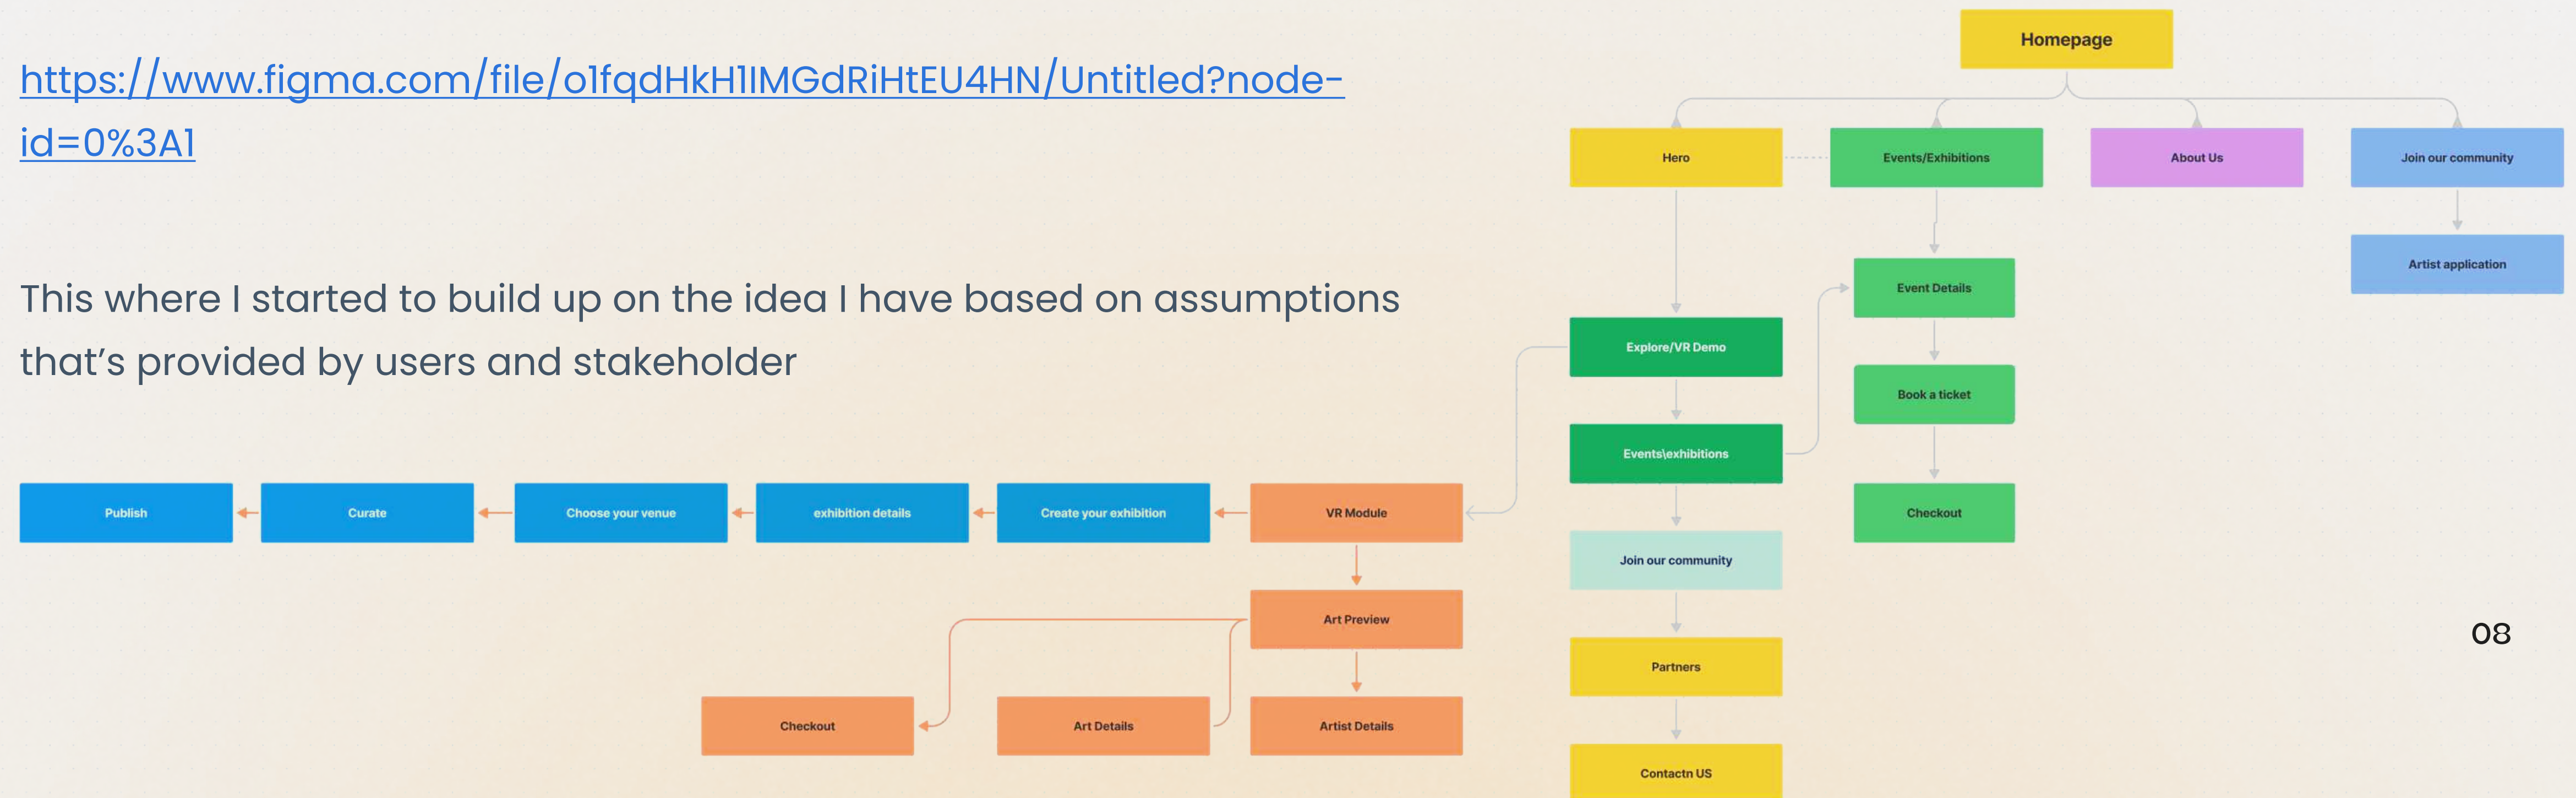 https://www.figma.com/file/o1fqdHkH1IMGdRiHtEU4HN/Untitled?node-
id=0%3A1
This where I started to build up on the idea I have based on assumptions
that’s provided by users and stakeholder
Homepage
Hero
Events/Exhibitions
About Us
Join our community
Artist application
Event Details
Book a ticket
Checkout
Explore/VR Demo
Events\exhibitions
Join our community
Partners
Contactn US
VR Module
Create your exhibition
exhibition details
Choose your venue
Curate
Publish
Art Preview
Artist Details
Art Details
Checkout
08